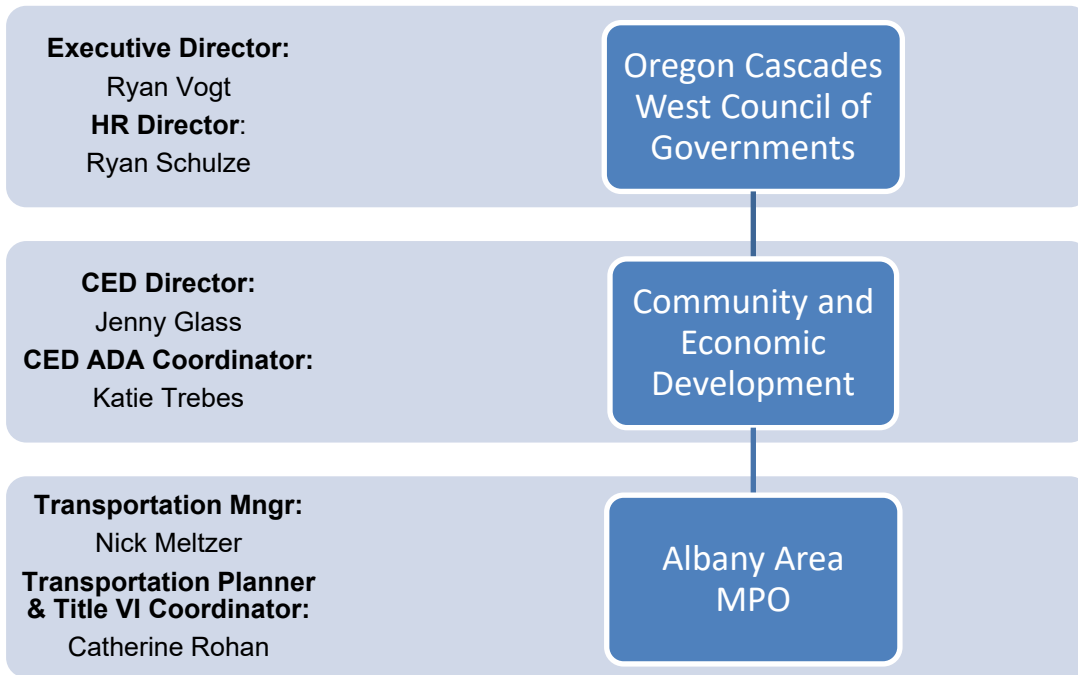 Executive Director:
Ryan Vogt
HR Director:
Ryan Schulze
Oregon Cascades
West Council of
Governments
CED Director:
Jenny Glass
CED ADA Coordinator:
Katie Trebes
Community and
Economic
Development
Transportation Mngr:
Nick Meltzer
Transportation Planner
& Title VI Coordinator:
Catherine Rohan
Albany Area
MPO